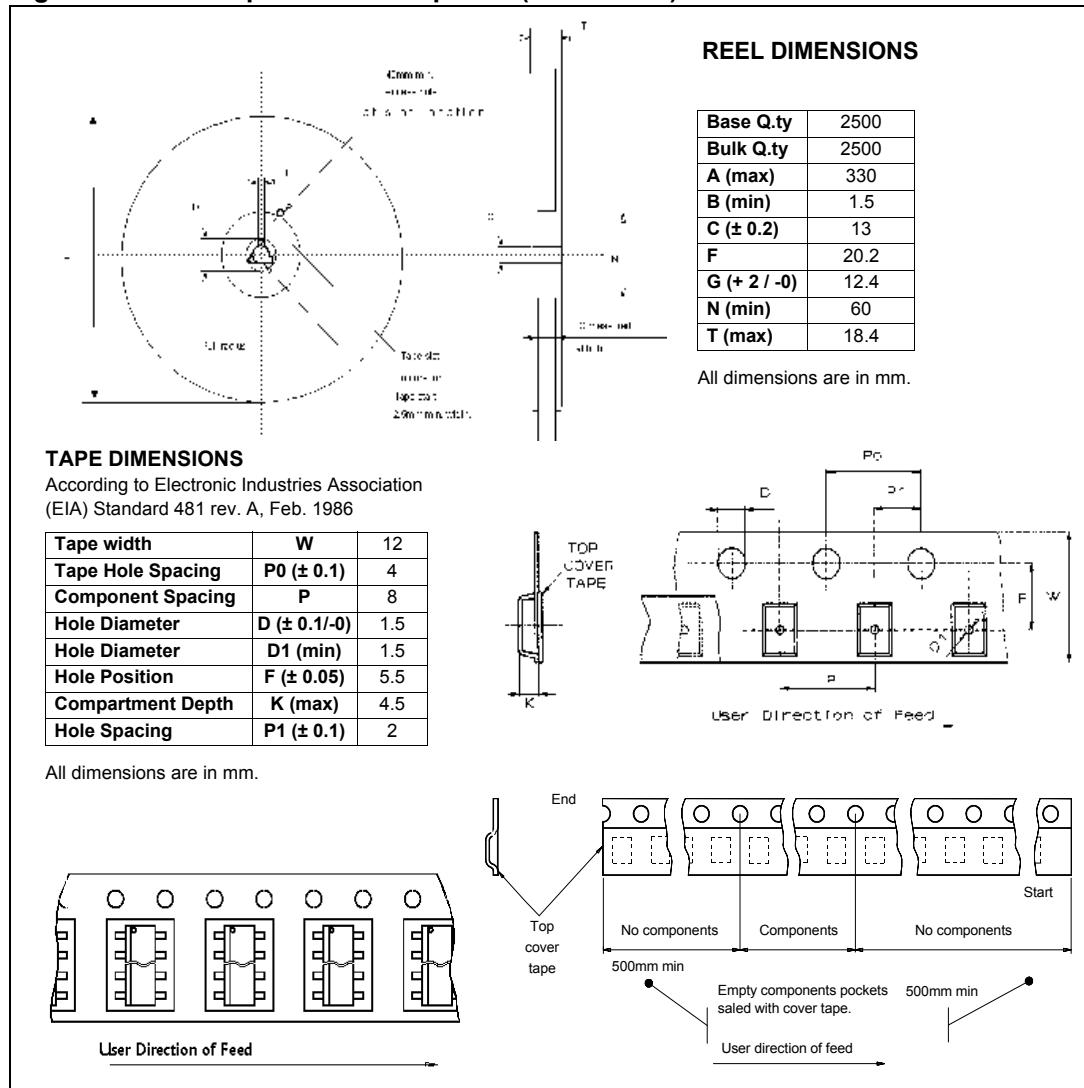 T
REEL DIMENSIONS
Base Q.ty 2500
Bulk Q.ty 2500
A (max) 330
B (min) 1.5
C (± 0.2) 13
F 20.2
G (+ 2 / -0) 12.4
N (min) 60
T (max) 18.4
All dimensions are in mm.
N
Tape slot
TAPE DIMENSIONS
According to Electronic Industries Association
(EIA) Standard 481 rev. A, Feb. 1986
Tape width W 12
Tape Hole Spacing P0 (± 0.1) 4
Component Spacing P 8
Hole Diameter D (± 0.1/-0) 1.5
Hole Diameter D1 (min) 1.5
Hole Position F (± 0.05) 5.5
Compartment Depth K (max) 4.5
Hole Spacing P1 (± 0.1) 2
All dimensions are in mm.
Po
D
TOP
COVER
TAPE
F
W
P
K
User Direction of Feed
End
Start
Top
cover
tape
No components
Components
No components
500mm min
Empty components pockets
saled with cover tape.
500mm min
User direction of feed
User Direction of Feed